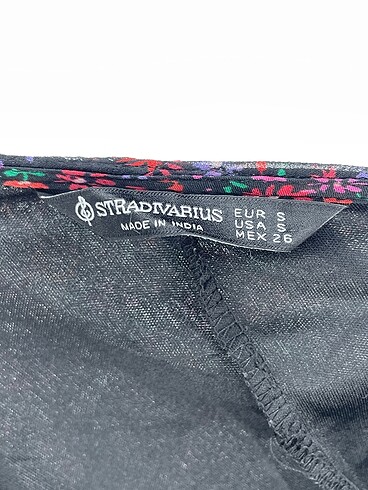 STRADIVARIUS
MADE IN INDIA
EUR S
USA S
MEX 26